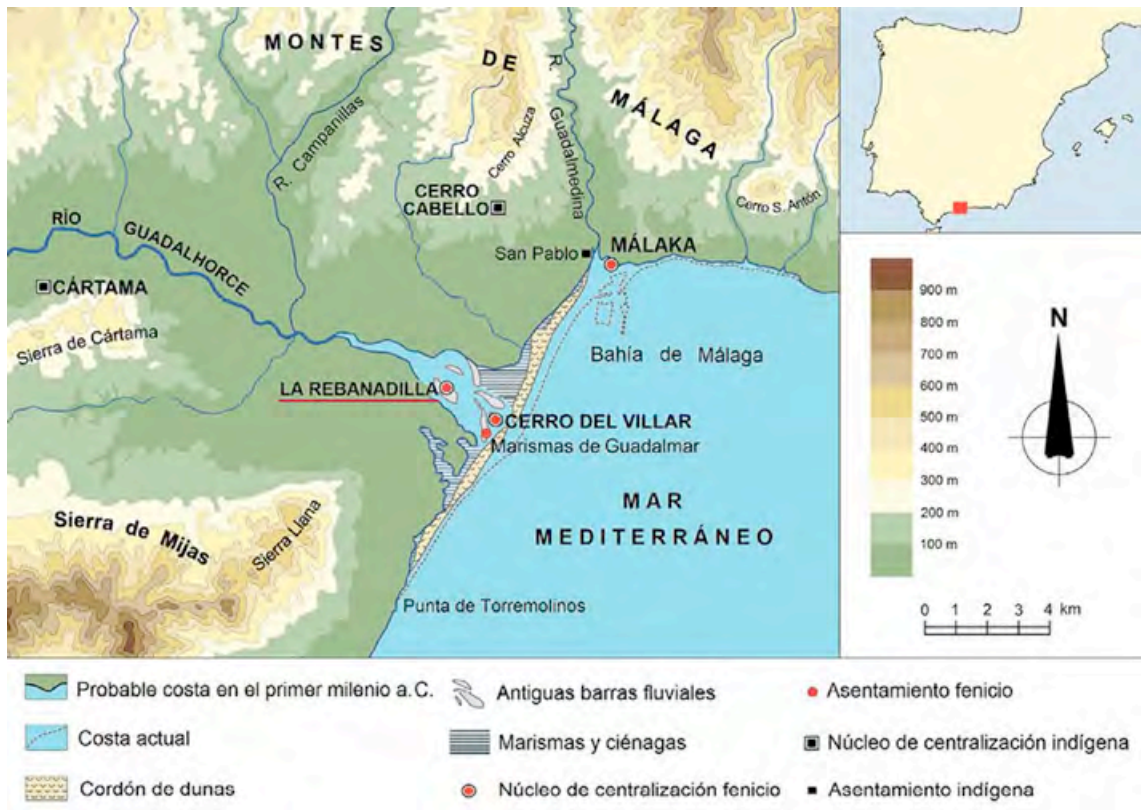 MONTES
DE
MÁLAGA
R. Campanillas
Cerro Alcuza
R. Guadalmedina
Cerro S. Antón
CERRO
CABELLO
RÍO GUADALHORCE
San Pablo
MÁLAKA
CÁRTAMA
Sierra de Cártama
Bahía de Málaga
LA REBANADILLA
CERRO DEL VILLAR
Marismas de Guadalmar
MAR
MEDITERRÁNEO
Sierra de Mijas
Sierra Llana
Punta de Torremolinos
900 m
800 m
700 m
600 m
500 m
400 m
300 m
200 m
100 m
N
0 1 2 3 4 km
Probable costa en el primer milenio a.C.
Antiguas barras fluviales
Asentamiento fenicio
Costa actual
Marismas y ciénagas
Núcleo de centralización indígena
Cordón de dunas
Núcleo de centralización fenicio
Asentamiento indígena